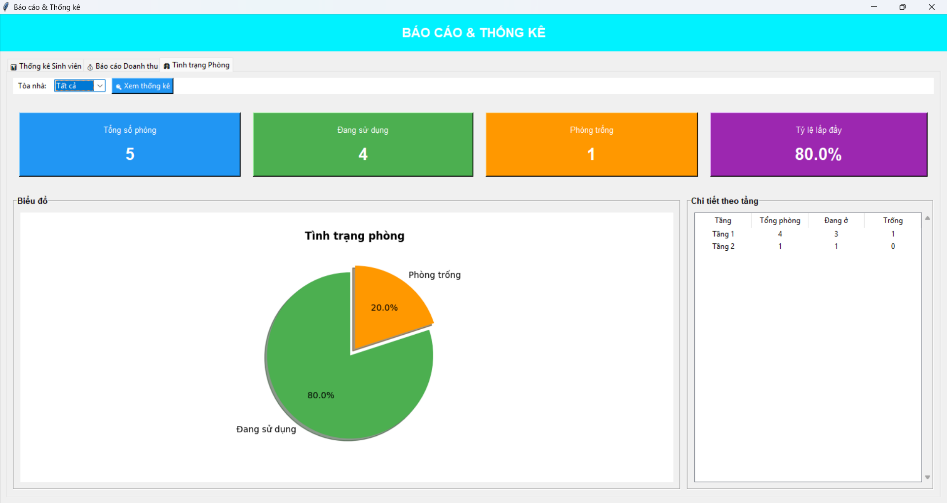 Báo cáo & Thống kê
BÁO CÁO & THỐNG KÊ
Thống kê Sinh viên Báo cáo Doanh thu Tình trạng Phòng
Tòa nhà: Tất cả Xem thống kê
Tổng số phòng Đang sử dụng Phòng trống Tỷ lệ lấp đầy
5 4 1 80.0%
Biểu đồ
Tình trạng phòng
Phòng trống
20.0%
80.0%
Đang sử dụng
Chi tiết theo tầng
Tầng Tổng phòng Đang ở Trống
Tầng 1 4 3 1
Tầng 2 1 1 0